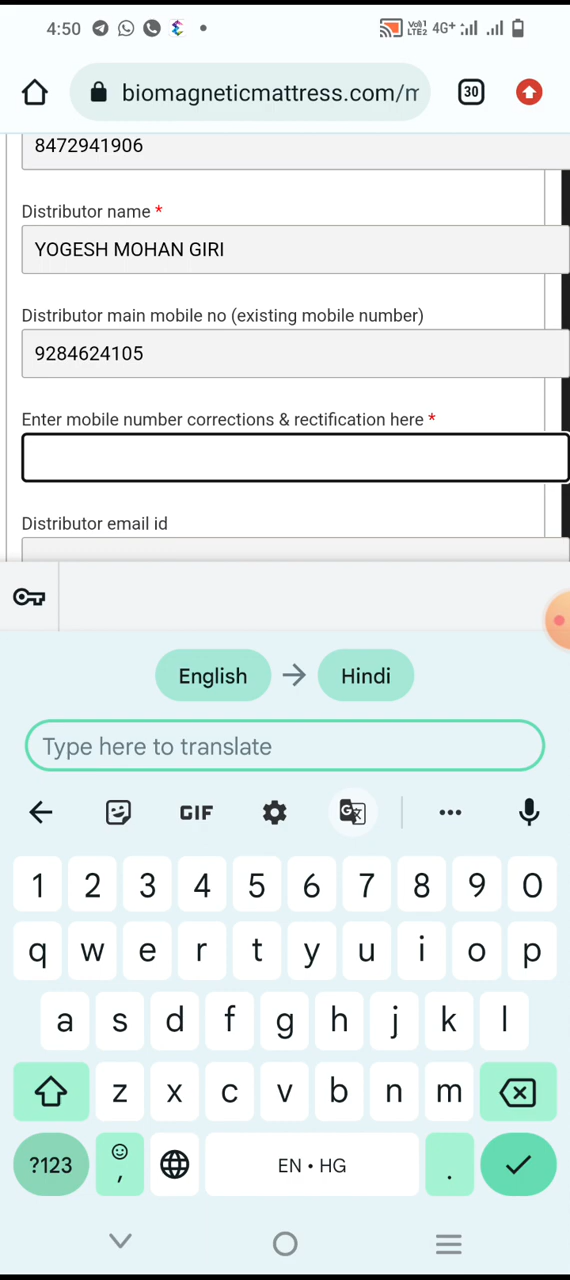 4:50
Vo)) 1
LTE2
4G+
biomagneticmattress.com/m
30
8472941906
Distributor name *
YOGESH MOHAN GIRI
Distributor main mobile no (existing mobile number)
9284624105
Enter mobile number corrections & rectification here *
Distributor email id
English → Hindi
Type here to translate
GIF
1 2 3 4 5 6 7 8 9 0
q w e r t y u i o p
a s d f g h j k l
z x c v b n m
?123 , EN • HG .